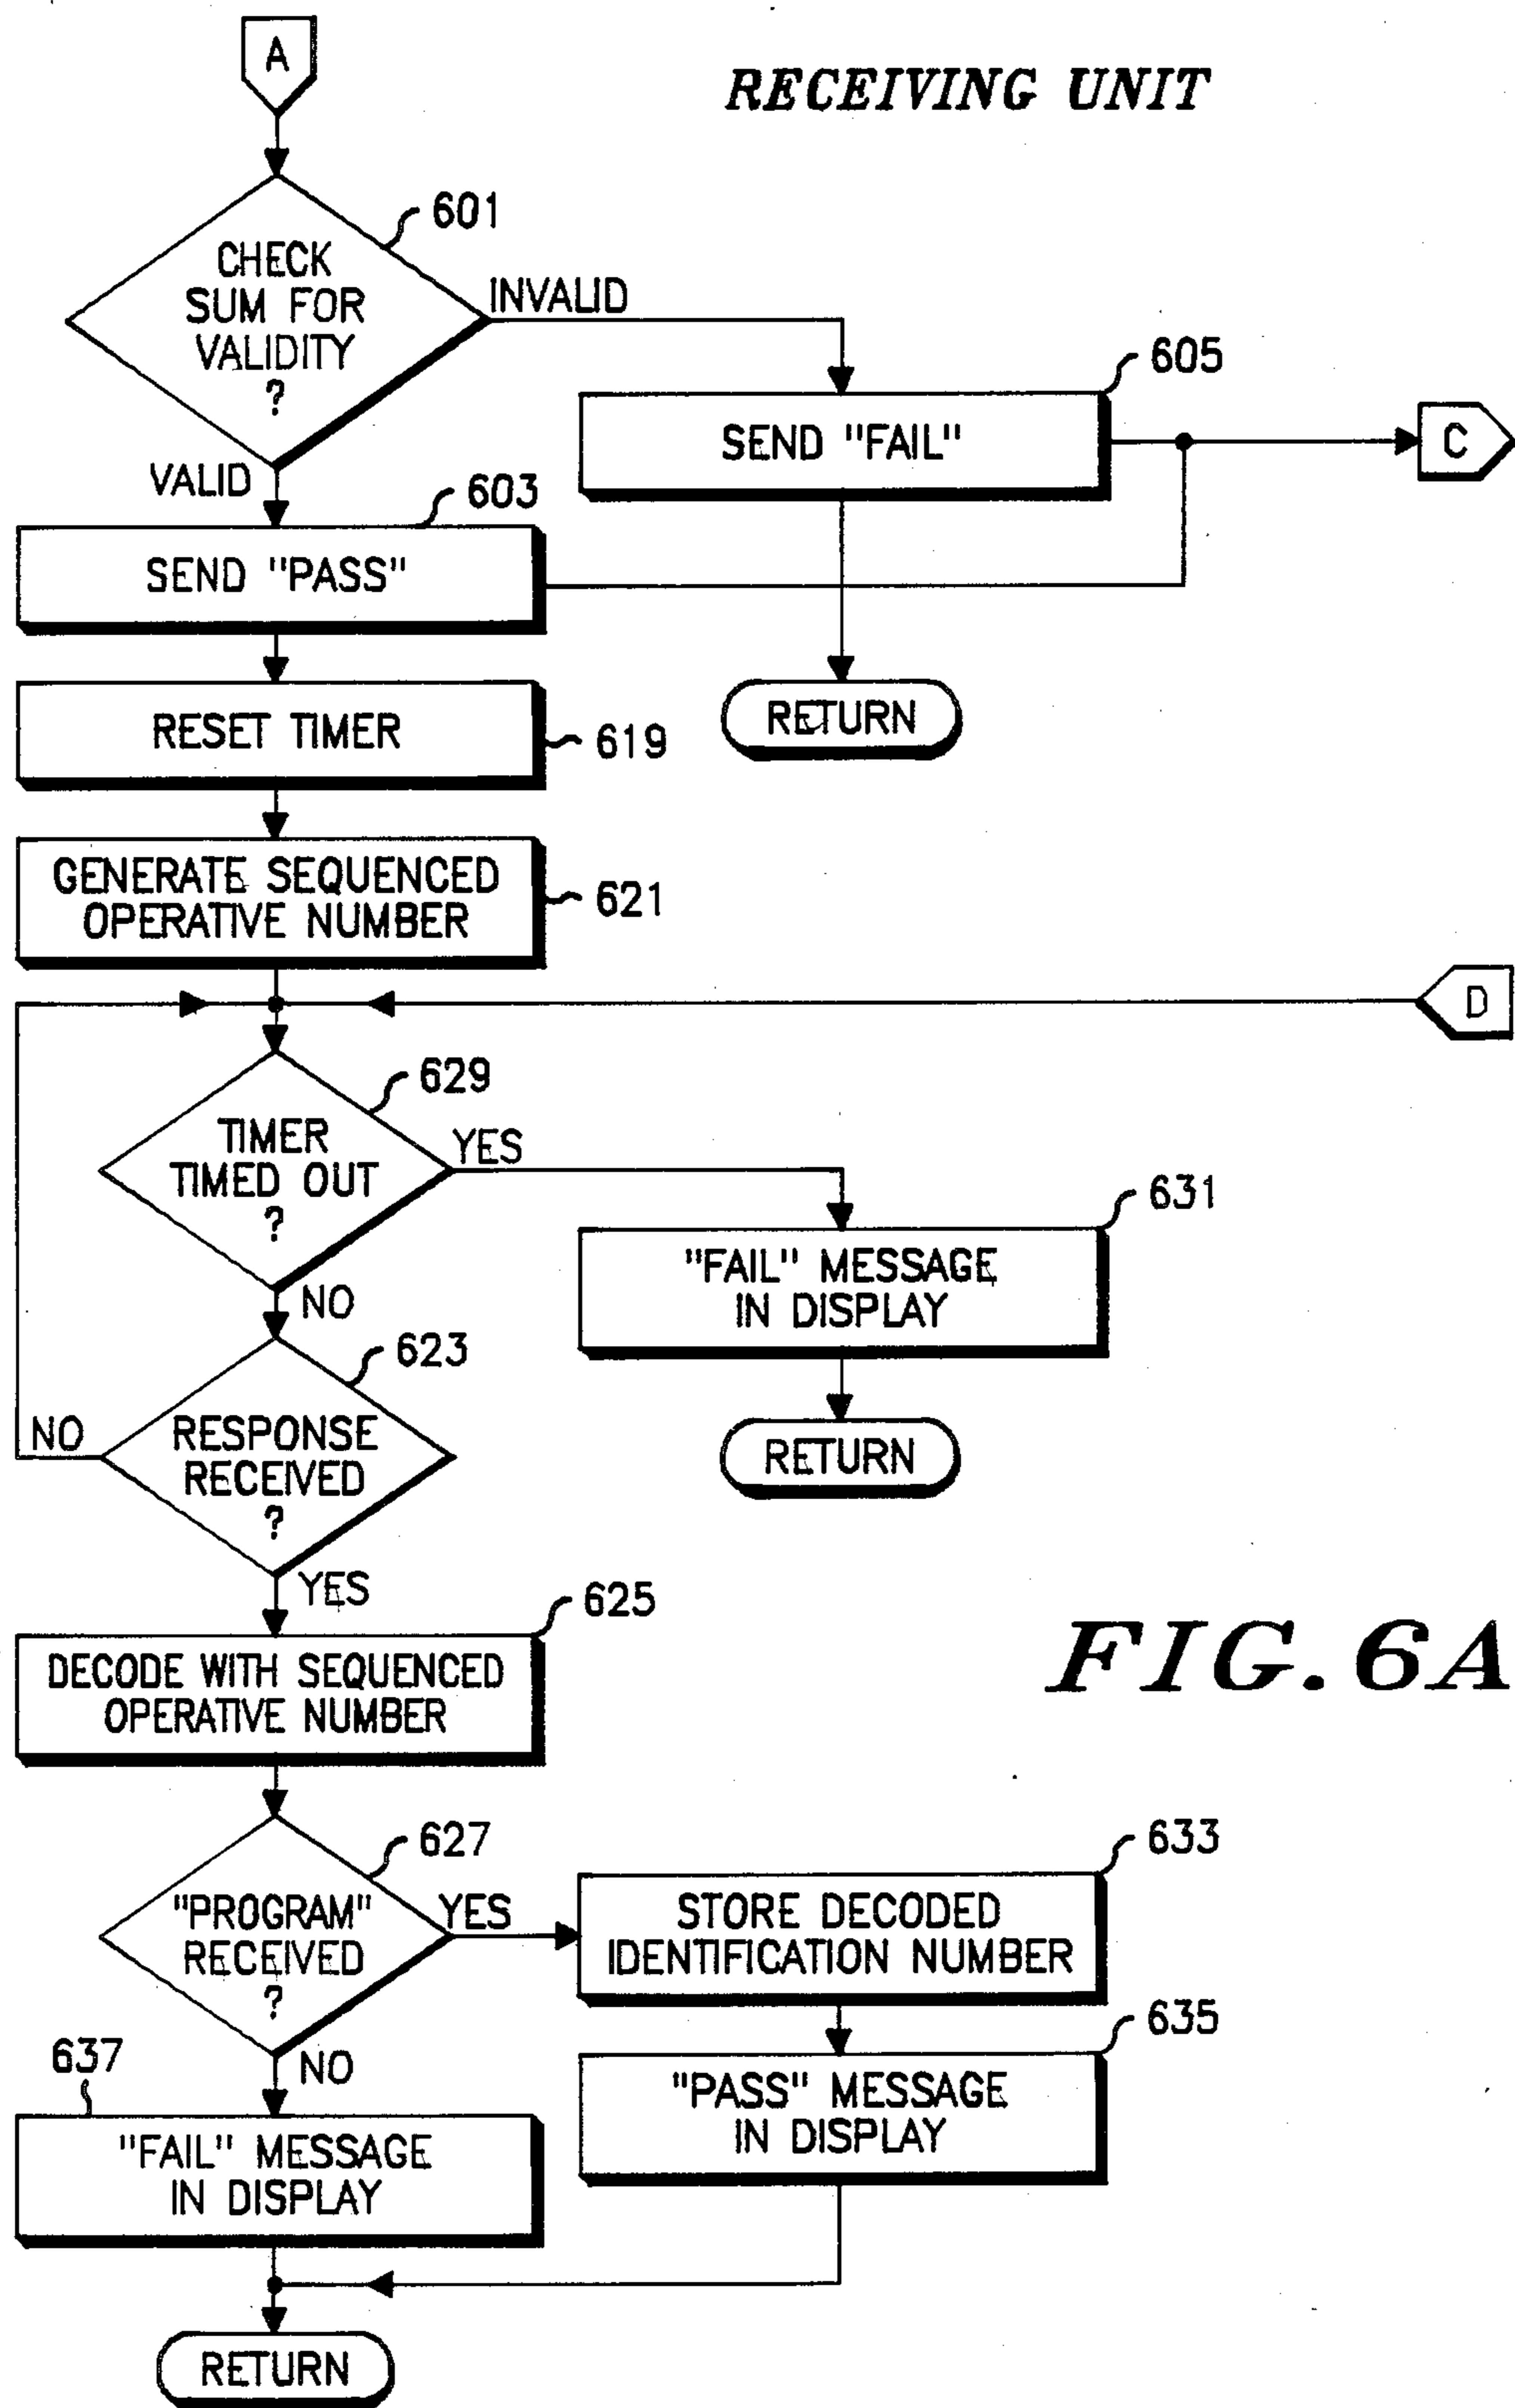 A
RECEIVING UNIT
601
CHECK
SUM FOR
VALIDITY
?
INVALID
605
SEND "FAIL"
C
VALID
603
SEND "PASS"
RESET TIMER
619
RETURN
GENERATE SEQUENCED
OPERATIVE NUMBER
621
D
629
TIMER
TIMED OUT
?
YES
631
"FAIL" MESSAGE
IN DISPLAY
NO
623
RESPONSE
RECEIVED
?
NO
RETURN
YES
625
DECODE WITH SEQUENCED
OPERATIVE NUMBER
FIG. 6A
627
"PROGRAM"
RECEIVED
?
YES
633
STORE DECODED
IDENTIFICATION NUMBER
635
"PASS" MESSAGE
IN DISPLAY
NO
637
"FAIL" MESSAGE
IN DISPLAY
RETURN